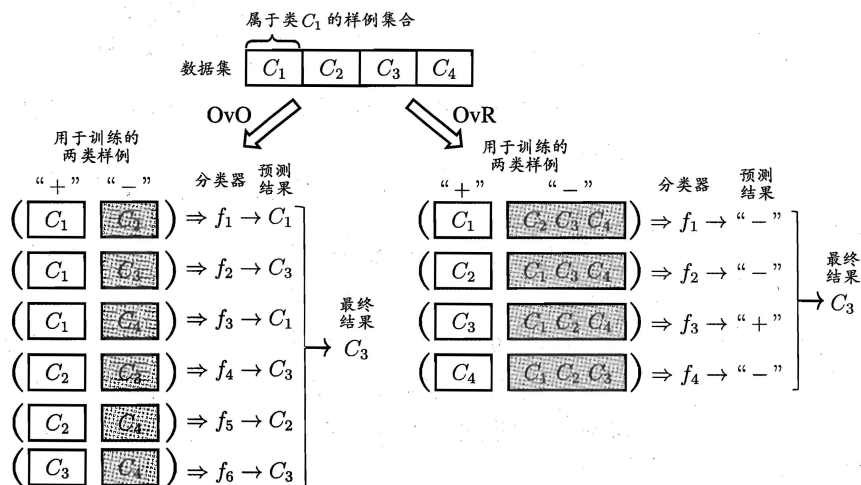 属于类C₁的样例集合
数据集 C₁ C₂ C₃ C₄
OvO OvR
用于训练的
两类样例
“+” “−” 分类器 预测
结果
( C₁ C₂ ) ⇒ f₁ → C₁
( C₁ C₃ ) ⇒ f₂ → C₃
( C₁ C₄ ) ⇒ f₃ → C₁
( C₂ C₃ ) ⇒ f₄ → C₃
( C₂ C₄ ) ⇒ f₅ → C₂
( C₃ C₄ ) ⇒ f₆ → C₃
最终
结果
C₃
用于训练的
两类样例
“+” “−” 分类器 预测
结果
( C₁ C₂ C₃ C₄ ) ⇒ f₁ → “−”
( C₂ C₁ C₃ C₄ ) ⇒ f₂ → “−”
( C₃ C₁ C₂ C₄ ) ⇒ f₃ → “+”
( C₄ C₁ C₂ C₃ ) ⇒ f₄ → “−”
最终
结果
C₃